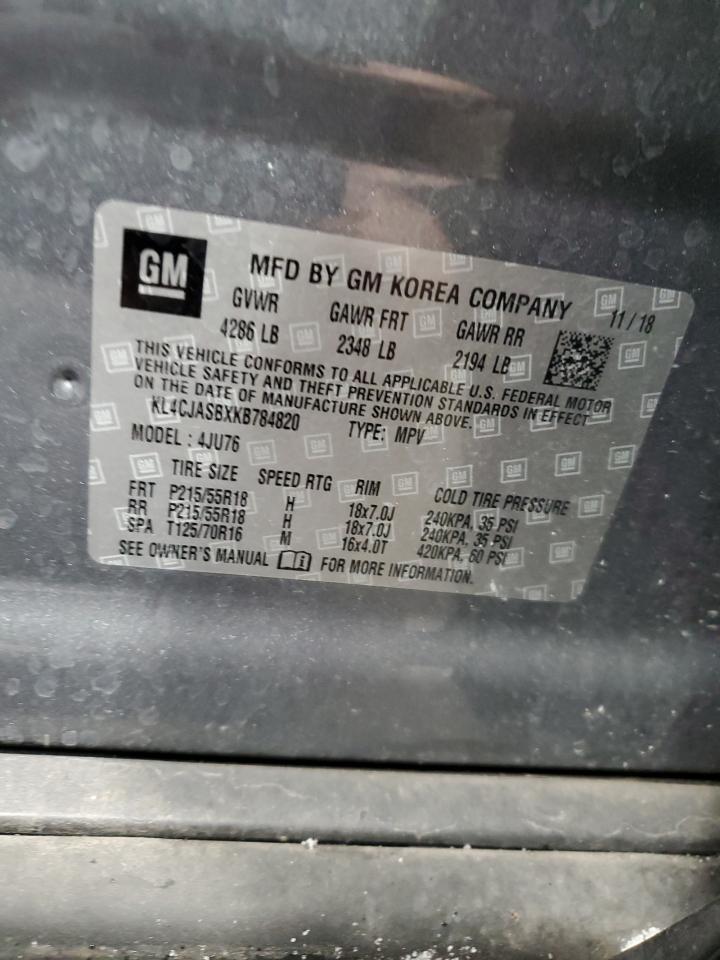 GM
MFD BY GM KOREA COMPANY 11/18
GVWR GAWR FRT GAWR RR
4286 LB 2348 LB 2194 LB
THIS VEHICLE CONFORMS TO ALL APPLICABLE U.S. FEDERAL MOTOR
VEHICLE SAFETY AND THEFT PREVENTION STANDARDS IN EFFECT
ON THE DATE OF MANUFACTURE SHOWN ABOVE.
KL4CJASBXKB784820 TYPE: MPV
MODEL : 4JU76
TIRE SIZE SPEED RTG RIM COLD TIRE PRESSURE
FRT P215/55R18 H 18x7.0J 240KPA, 35 PSI
RR P215/55R18 H 18x7.0J 240KPA, 35 PSI
SPA T125/70R16 M 16x4.0T 420KPA, 60 PSI
SEE OWNER'S MANUAL FOR MORE INFORMATION.